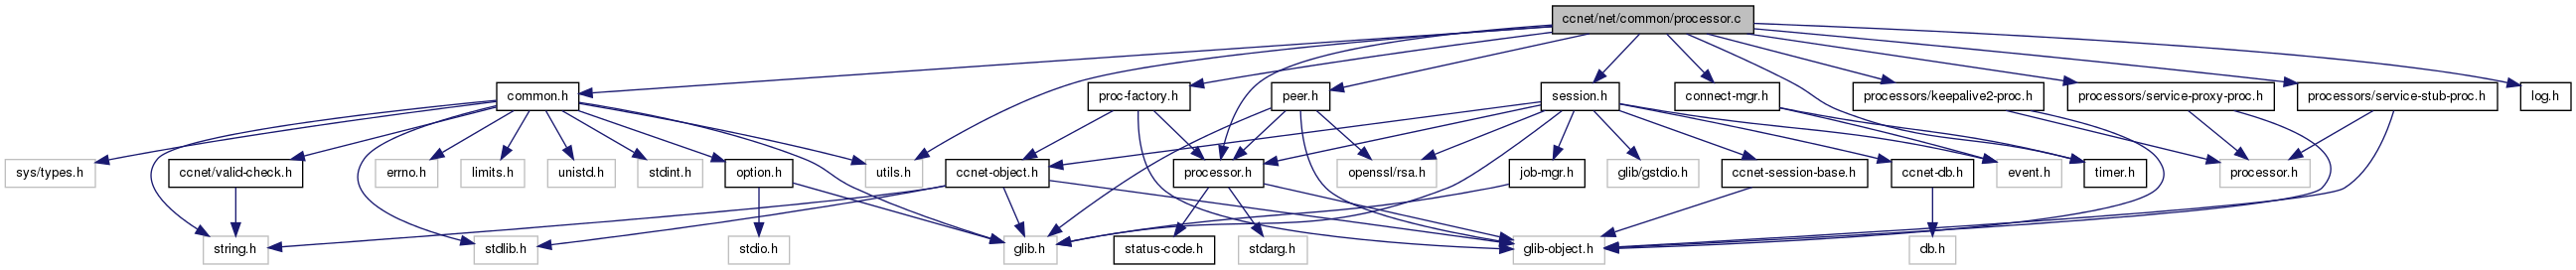 ccnet/net/common/processor.c
common.h
proc-factory.h
peer.h
session.h
connect-mgr.h
processors/keepalive2-proc.h
processors/service-proxy-proc.h
processors/service-stub-proc.h
log.h
sys/types.h
ccnet/valid-check.h
errno.h
limits.h
unistd.h
stdint.h
option.h
utils.h
ccnet-object.h
processor.h
openssl/rsa.h
job-mgr.h
glib/gstdio.h
ccnet-session-base.h
ccnet-db.h
event.h
timer.h
processor.h
string.h
stdlib.h
stdio.h
glib.h
status-code.h
stdarg.h
glib-object.h
db.h